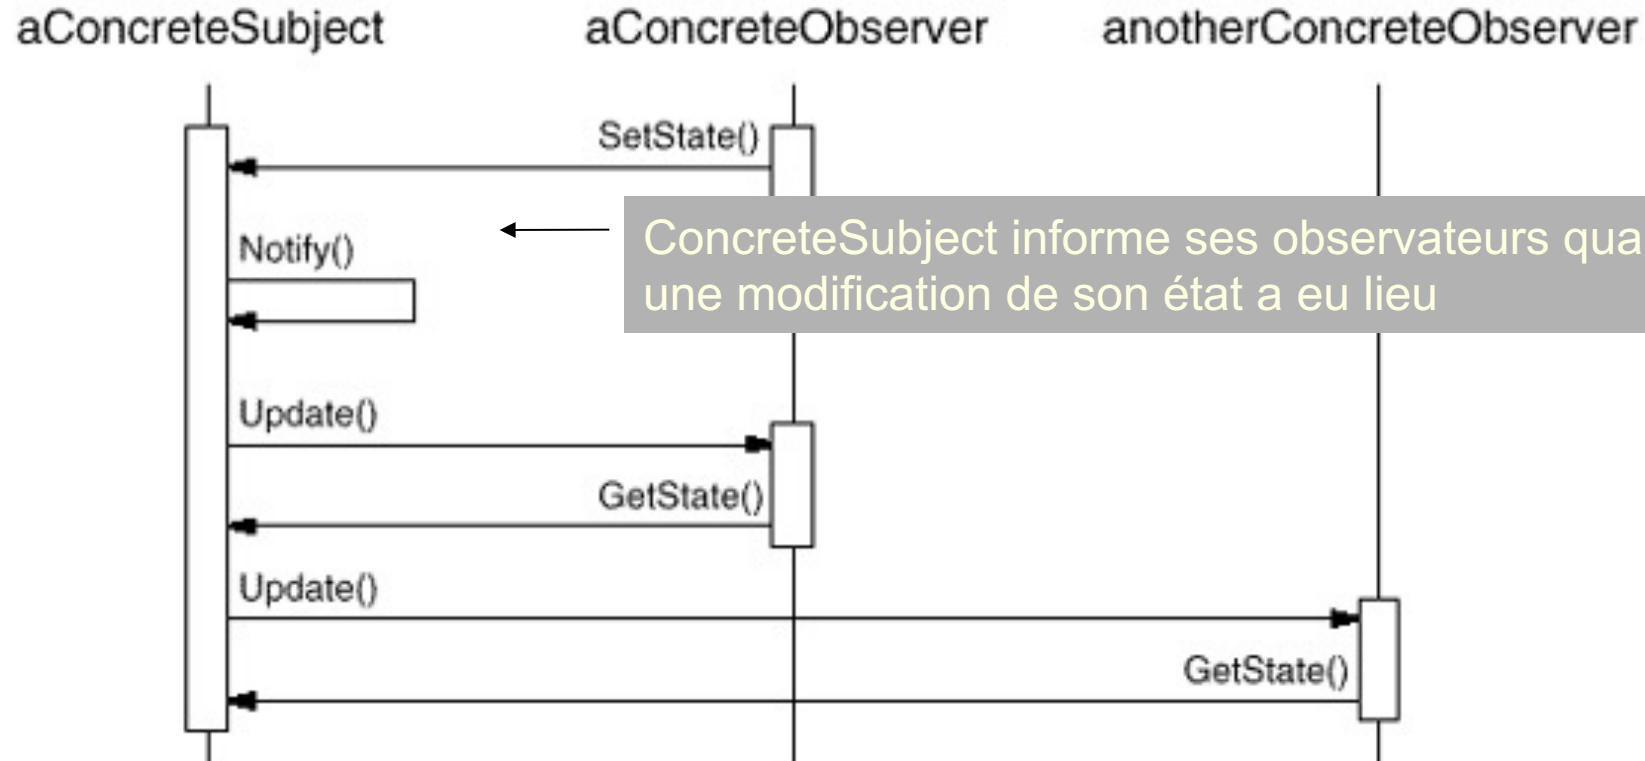 aConcreteSubject aConcreteObserver anotherConcreteObserver
SetState()
ConcreteSubject informe ses observateurs qua
Notify()
une modification de son état a eu lieu
Update()
GetState()
Update()
GetState()